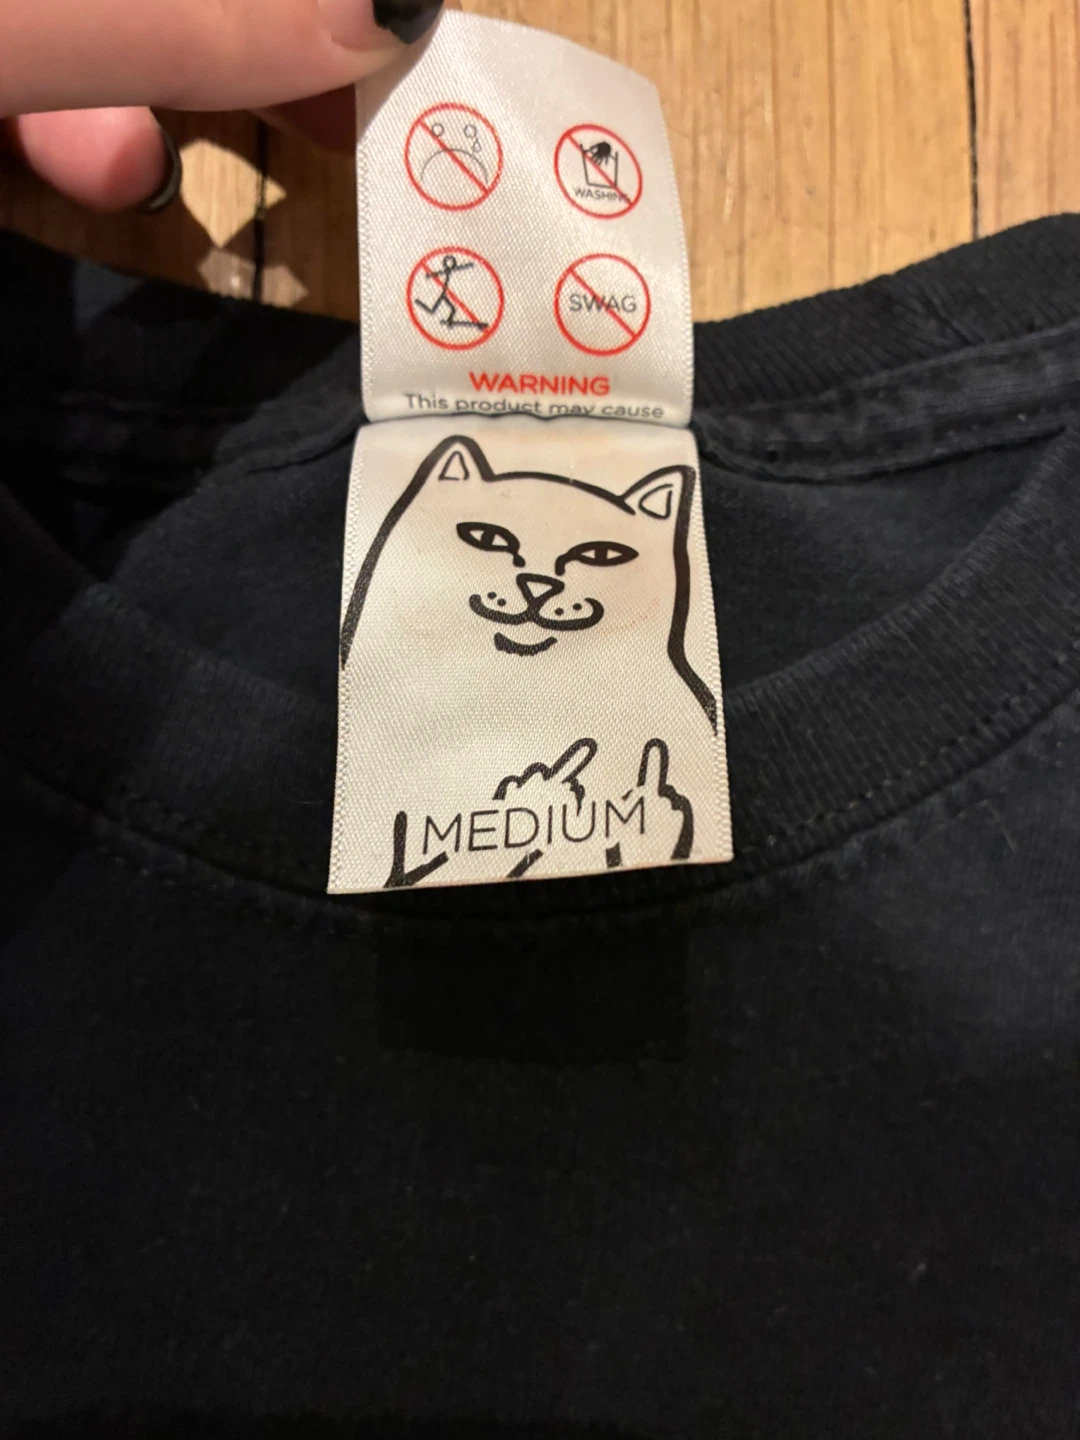 WASHING
SWAG
WARNING
This product may cause
MEDIUM